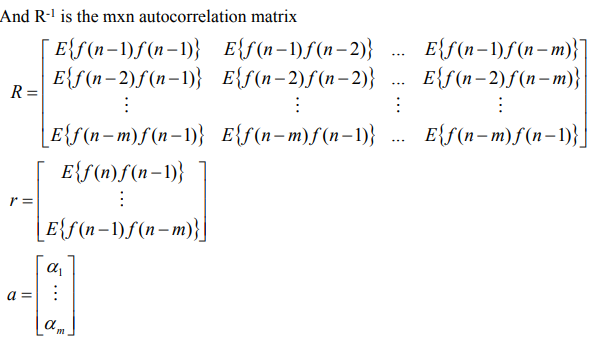 And R⁻¹ is the mxn autocorrelation matrix
R = [ E{f(n−1)f(n−1)} E{f(n−1)f(n−2)} ... E{f(n−1)f(n−m)}
E{f(n−2)f(n−1)} E{f(n−2)f(n−2)} ... E{f(n−2)f(n−m)}
⋮ ⋮ ⋮ ⋮
E{f(n−m)f(n−1)} E{f(n−m)f(n−1)} ... E{f(n−m)f(n−1)} ]
r = [ E{f(n)f(n−1)}
⋮
E{f(n−1)f(n−m)} ]
a = [ α₁
⋮
αₘ ]